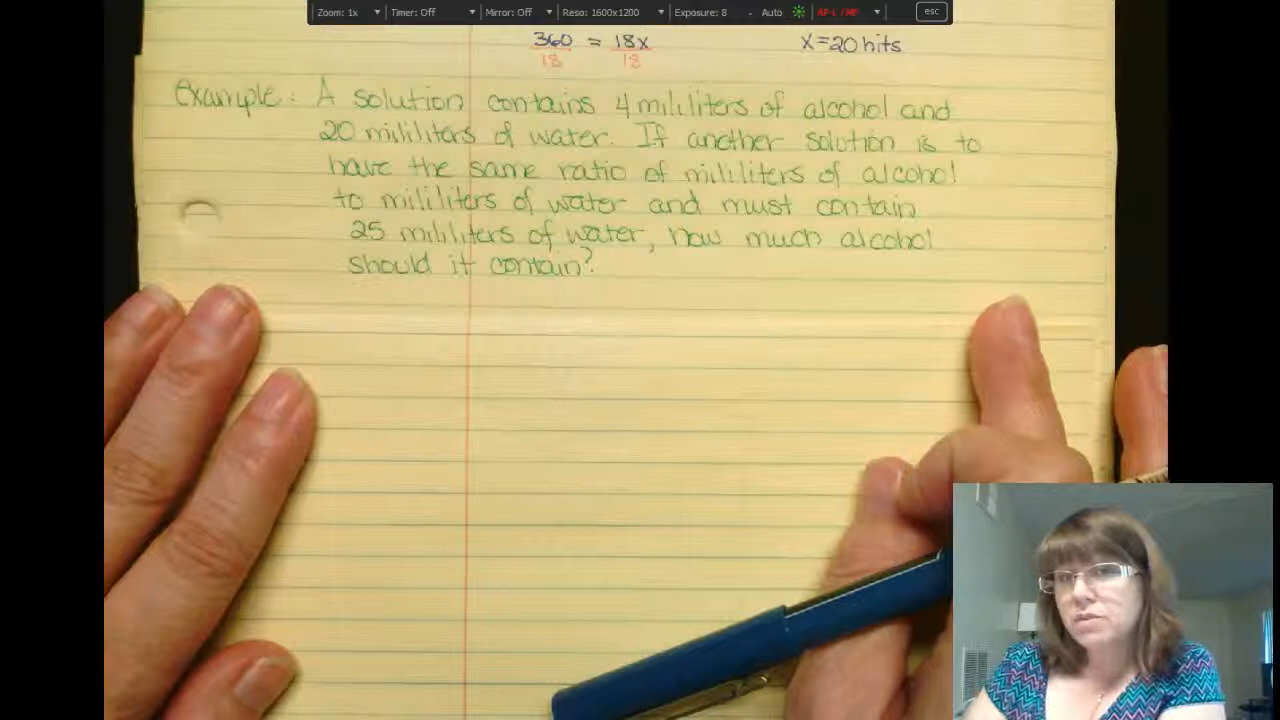 Zoom: 1x Timer: Off Mirror: Off Reso: 1600x1200 Exposure: 8 - Auto AF-L / MF esc
360 = 18x x=20 hits
18 18
example: A solution contains 4 mililiters of alcohol and
20 mililiters of water. If another solution is to
have the same ratio of mililiters of alcohol
to mililiters of water and must contain
25 mililiters of water, how much alcohol
should it contain?